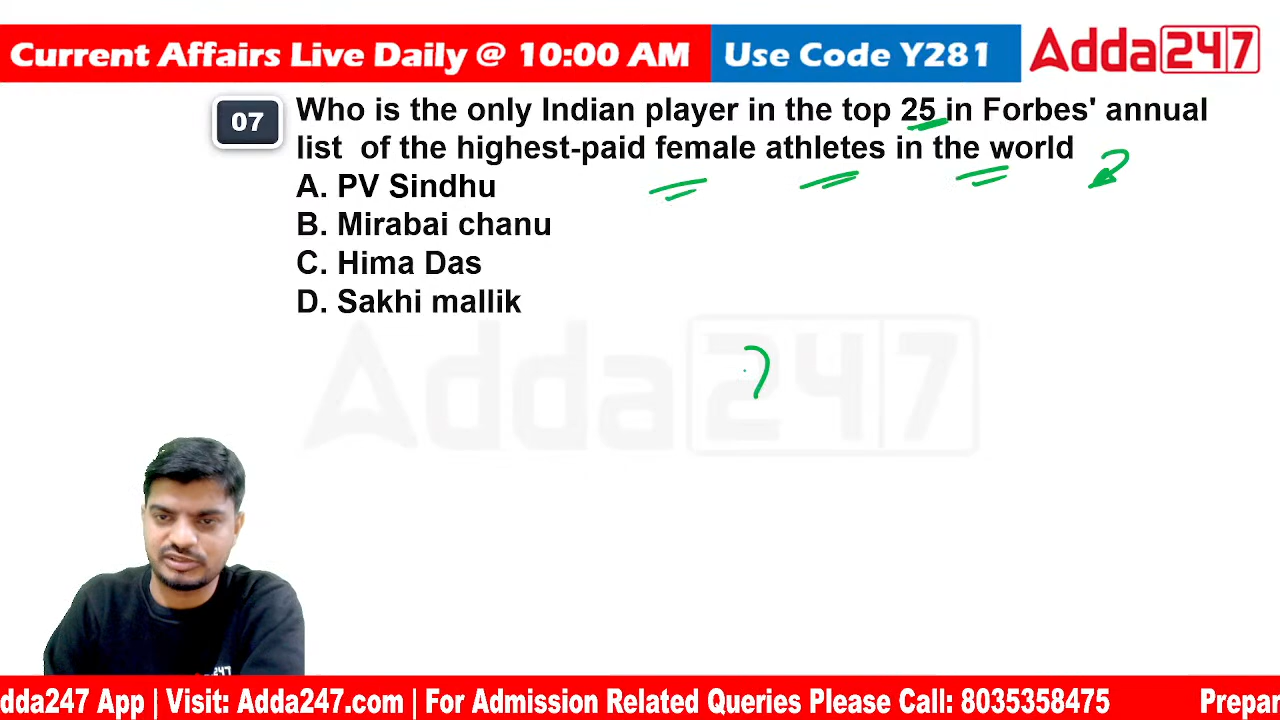 Current Affairs Live Daily @ 10:00 AM
Use Code Y281
Adda247
07
Who is the only Indian player in the top 25 in Forbes' annual
list of the highest-paid female athletes in the world
A. PV Sindhu
B. Mirabai chanu
C. Hima Das
D. Sakhi mallik
Adda247
247
dda247 App | Visit: Adda247.com | For Admission Related Queries Please Call: 8035358475
Prepar